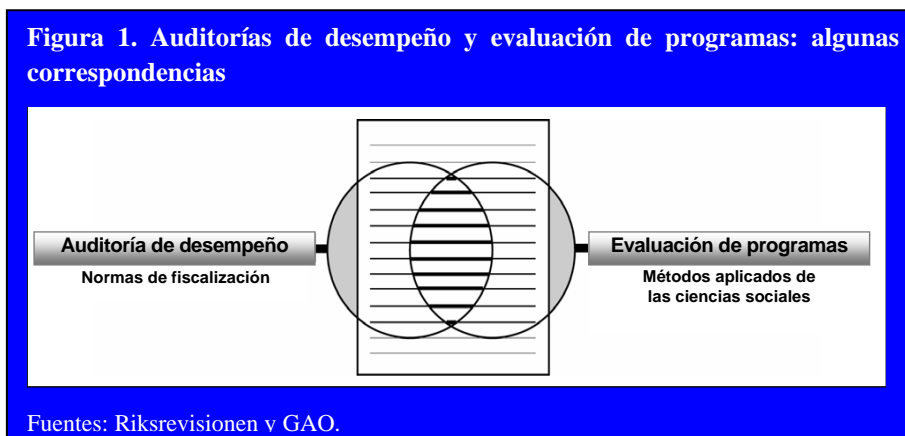 Figura 1. Auditorías de desempeño y evaluación de programas: algunas
correspondencias
Auditoría de desempeño
Normas de fiscalización
Evaluación de programas
Métodos aplicados de
las ciencias sociales
Fuentes: Riksrevisionen y GAO.